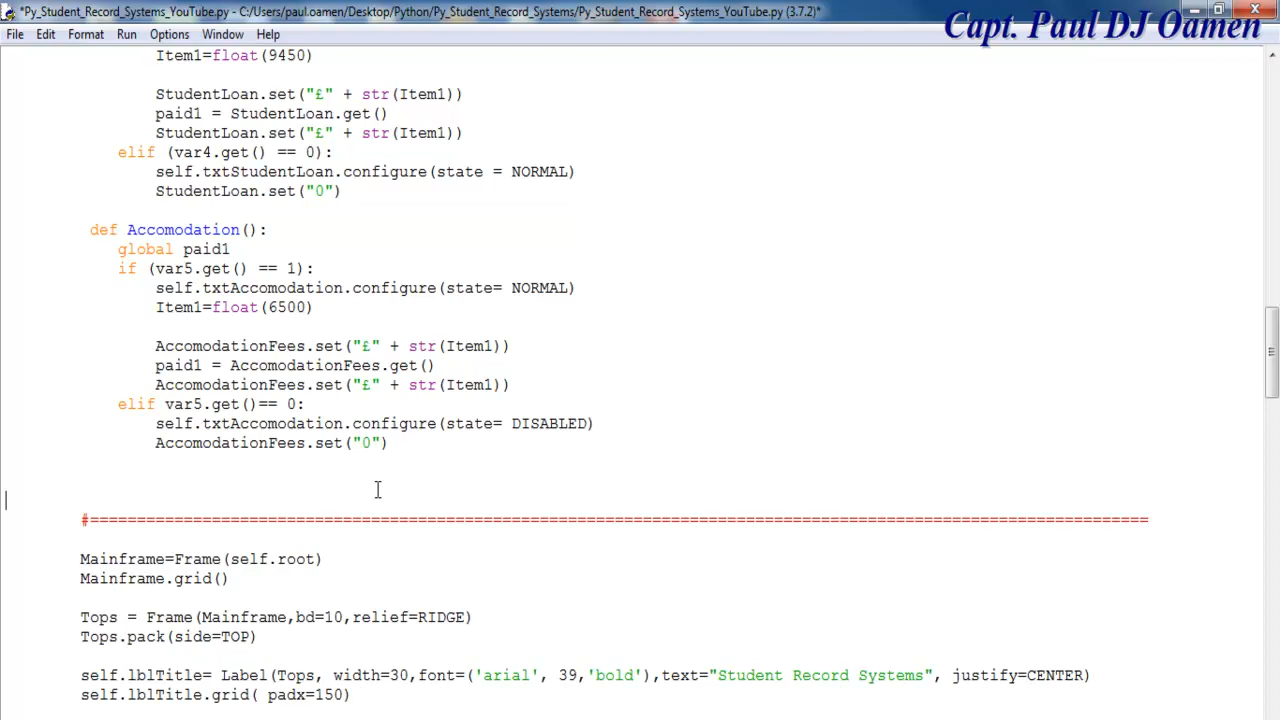 *Py_Student_Record_Systems_YouTube.py - C:/Users/paul.oamen/Desktop/Python/Py_Student_Record_Systems/Py_Student_Record_Systems_YouTube.py (3.7.2)*
Capt. Paul DJ Oamen
File Edit Format Run Options Window Help
Item1=float(9450)
StudentLoan.set("£" + str(Item1))
paid1 = StudentLoan.get()
StudentLoan.set("£" + str(Item1))
elif (var4.get() == 0):
self.txtStudentLoan.configure(state = NORMAL)
StudentLoan.set("0")
def Accomodation():
global paid1
if (var5.get() == 1):
self.txtAccomodation.configure(state= NORMAL)
Item1=float(6500)
AccomodationFees.set("£" + str(Item1))
paid1 = AccomodationFees.get()
AccomodationFees.set("£" + str(Item1))
elif var5.get()== 0:
self.txtAccomodation.configure(state= DISABLED)
AccomodationFees.set("0")
#=================================================================================================================
Mainframe=Frame(self.root)
Mainframe.grid()
Tops = Frame(Mainframe,bd=10,relief=RIDGE)
Tops.pack(side=TOP)
self.lblTitle= Label(Tops, width=30,font=('arial', 39,'bold'),text="Student Record Systems", justify=CENTER)
self.lblTitle.grid( padx=150)